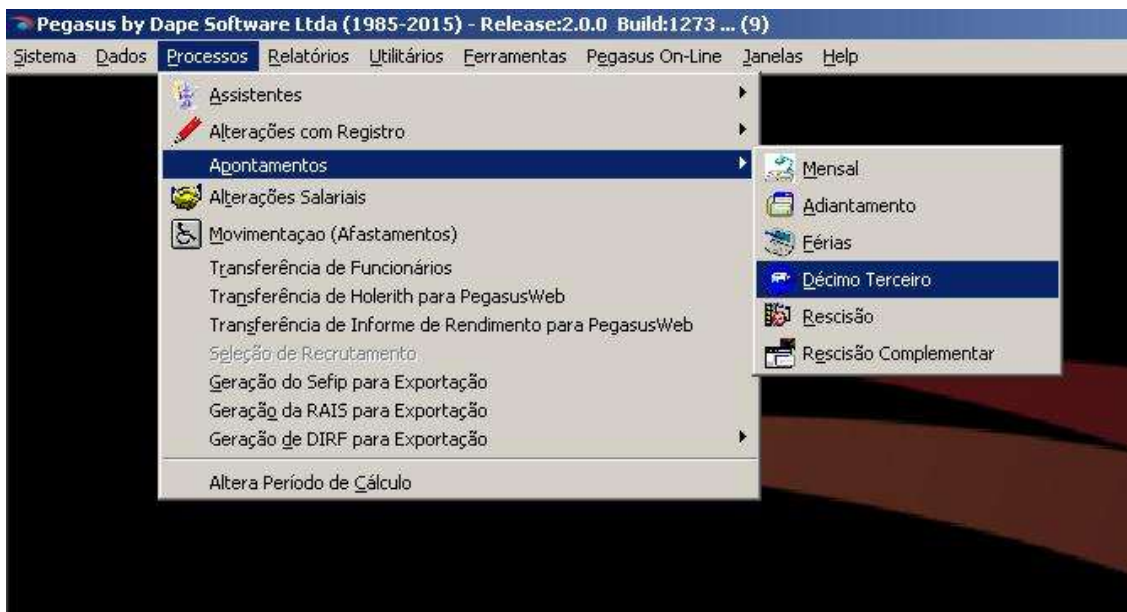 Pegasus by Dape Software Ltda (1985-2015) - Release:2.0.0 Build:1273 ... (9)
Sistema Dados Processos Relatórios Utilitários Ferramentas Pegasus On-Line Janelas Help
Assistentes
Alterações com Registro
Apontamentos
Alterações Salariais
Movimentaçao (Afastamentos)
Transferência de Funcionários
Transferência de Holerith para PegasusWeb
Transferência de Informe de Rendimento para PegasusWeb
Seleção de Recrutamento
Geração do Sefip para Exportação
Geração da RAIS para Exportação
Geração de DIRF para Exportação
Altera Período de Cálculo
Mensal
Adiantamento
Férias
Décimo Terceiro
Rescisão
Rescisão Complementar